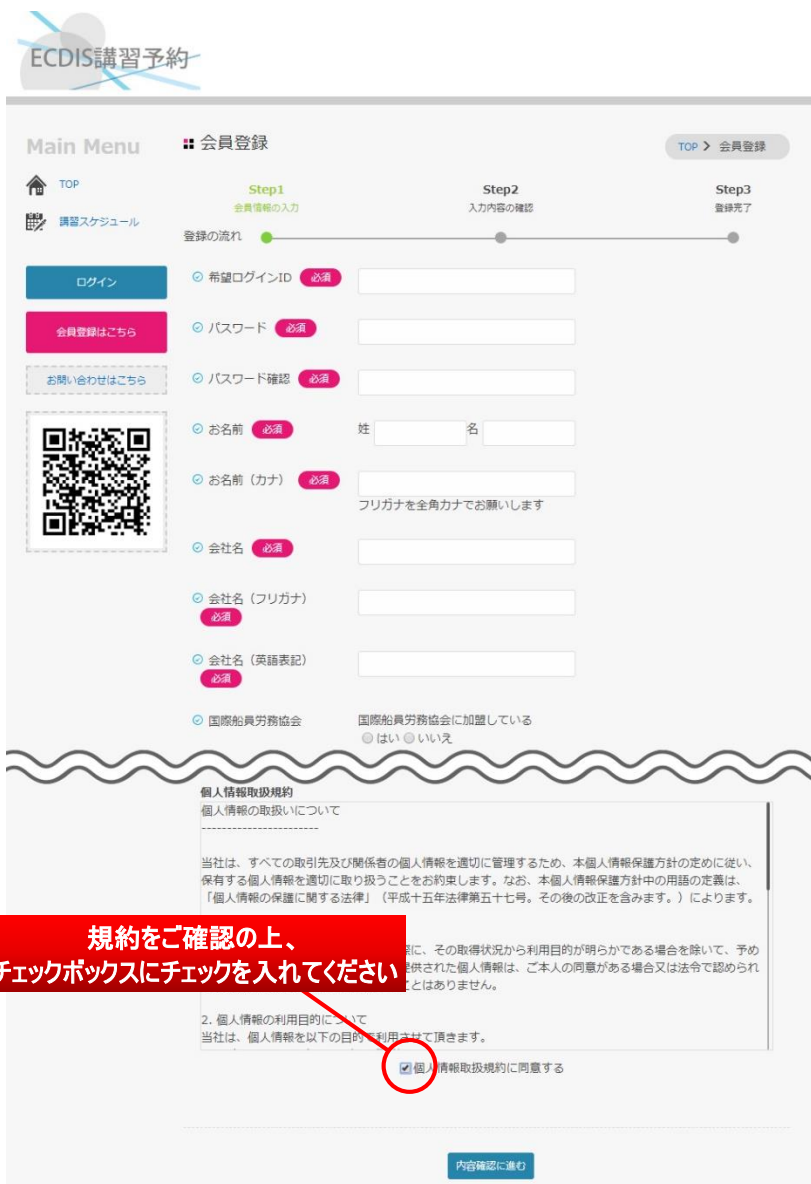 ECDIS講習予約
Main Menu
TOP
講習スケジュール
ログイン
会員登録はこちら
お問い合わせはこちら
会員登録
TOP > 会員登録
Step1
会員情報の入力
Step2
入力内容の確認
Step3
登録完了
登録の流れ
希望ログインID 必須
パスワード 必須
パスワード確認 必須
お名前 必須 姓 名
お名前（カナ） 必須
フリガナを全角カナでお願いします
会社名 必須
会社名（フリガナ）
必須
会社名（英語表記）
必須
国際船員労務協会 国際船員労務協会に加盟している
はい いいえ
個人情報取扱規約
個人情報の取扱いについて
-----------------------
当社は、すべての取引先及び関係者の個人情報を適切に管理するため、本個人情報保護方針の定めに従い、
保有する個人情報を適切に取り扱うことをお約束します。なお、本個人情報保護方針中の用語の定義は、
「個人情報の保護に関する法律」（平成十五年法律第五十七号。その後の改正を含みます。）によります。
規約をご確認の上、
チェックボックスにチェックを入れてください
に、その取得状況から利用目的が明らかである場合を除いて、予め
供された個人情報は、ご本人の同意がある場合又は法令で認められ
とはありません。
2. 個人情報の利用目的について
当社は、個人情報を以下の目的で利用させて頂きます。
個人情報取扱規約に同意する
内容確認に進む